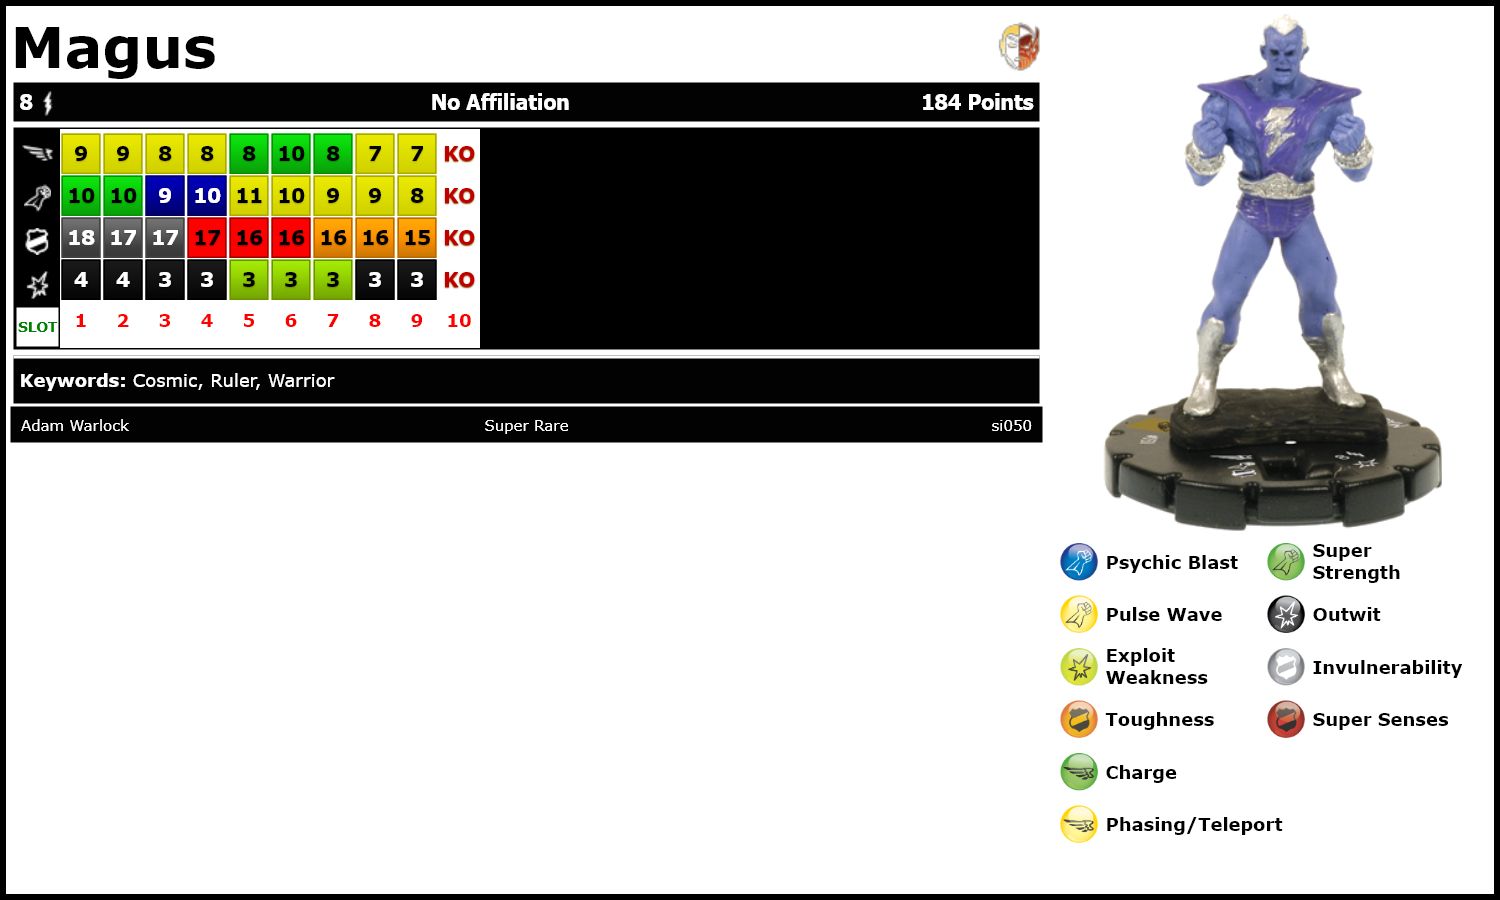 Magus
8 No Affiliation 184 Points
9 9 8 8 8 10 8 7 7 KO
10 10 9 10 11 10 9 9 8 KO
18 17 17 17 16 16 16 16 15 KO
4 4 3 3 3 3 3 3 3 KO
SLOT 1 2 3 4 5 6 7 8 9 10
Keywords: Cosmic, Ruler, Warrior
Adam Warlock Super Rare si050
Psychic Blast
Super
Strength
Pulse Wave
Outwit
Exploit
Weakness
Invulnerability
Toughness
Super Senses
Charge
Phasing/Teleport